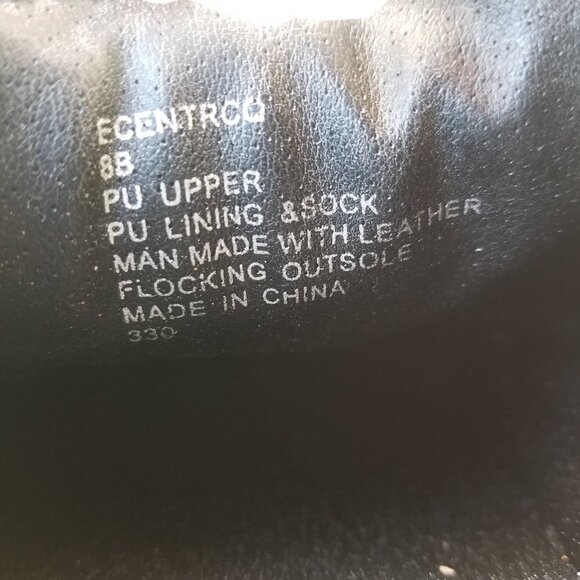 ECENTRCQ
8B
PU UPPER
PU LINING &SOCK
MAN MADE WITH LEATHER
FLOCKING OUTSOLE
MADE IN CHINA
330